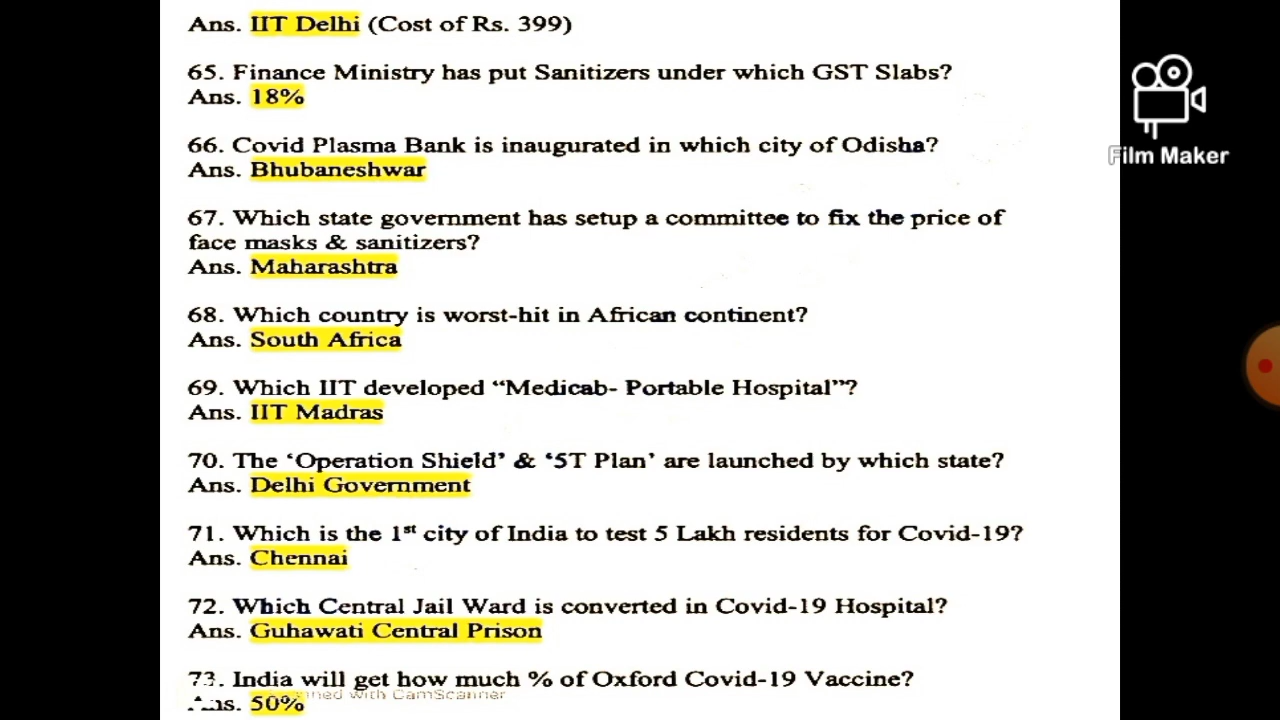 Ans. IIT Delhi (Cost of Rs. 399)
65. Finance Ministry has put Sanitizers under which GST Slabs?
Ans. 18%
66. Covid Plasma Bank is inaugurated in which city of Odisha?
Ans. Bhubaneshwar
67. Which state government has setup a committee to fix the price of
face masks & sanitizers?
Ans. Maharashtra
68. Which country is worst-hit in African continent?
Ans. South Africa
69. Which IIT developed “Medicab- Portable Hospital”?
Ans. IIT Madras
70. The ‘Operation Shield’ & ‘5T Plan’ are launched by which state?
Ans. Delhi Government
71. Which is the 1st city of India to test 5 Lakh residents for Covid-19?
Ans. Chennai
72. Which Central Jail Ward is converted in Covid-19 Hospital?
Ans. Guhawati Central Prison
73. India will get how much % of Oxford Covid-19 Vaccine?
with CamScanner
Ans. 50%
Film Maker